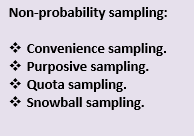 Non-probability sampling:
❖ Convenience sampling.
❖ Purposive sampling.
❖ Quota sampling.
❖ Snowball sampling.